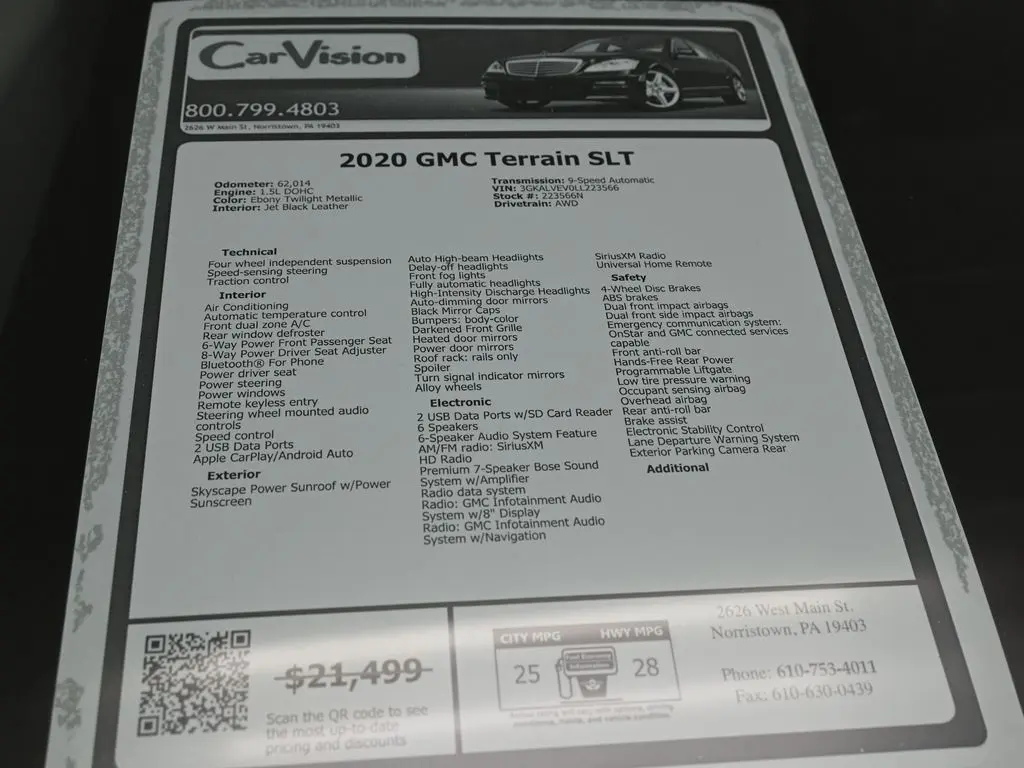 CarVision
800.799.4803
2626 W Main St, Norristown, PA 19403
2020 GMC Terrain SLT
Odometer: 62,014
Engine: 1.5L DOHC
Color: Ebony Twilight Metallic
Interior: Jet Black Leather
Transmission: 9-Speed Automatic
VIN: 3GKALVEV0LL223566
Stock #: 223566N
Drivetrain: AWD
Technical
Four wheel independent suspension
Speed-sensing steering
Traction control
Interior
Air Conditioning
Automatic temperature control
Front dual zone A/C
Rear window defroster
6-Way Power Front Passenger Seat
8-Way Power Driver Seat Adjuster
Bluetooth® For Phone
Power driver seat
Power steering
Power windows
Remote keyless entry
Steering wheel mounted audio
controls
Speed control
2 USB Data Ports
Apple CarPlay/Android Auto
Exterior
Skyscape Power Sunroof w/Power
Sunscreen
Auto High-beam Headlights
Delay-off headlights
Front fog lights
Fully automatic headlights
High-Intensity Discharge Headlights
Auto-dimming door mirrors
Black Mirror Caps
Bumpers: body-color
Darkened Front Grille
Heated door mirrors
Power door mirrors
Roof rack: rails only
Spoiler
Turn signal indicator mirrors
Alloy wheels
Electronic
2 USB Data Ports w/SD Card Reader
6 Speakers
6-Speaker Audio System Feature
AM/FM radio: SiriusXM
HD Radio
Premium 7-Speaker Bose Sound
System w/Amplifier
Radio data system
Radio: GMC Infotainment Audio
System w/8" Display
Radio: GMC Infotainment Audio
System w/Navigation
SiriusXM Radio
Universal Home Remote
Safety
4-Wheel Disc Brakes
ABS brakes
Dual front impact airbags
Dual front side impact airbags
Emergency communication system:
OnStar and GMC connected services
capable
Front anti-roll bar
Hands-Free Rear Power
Programmable Liftgate
Low tire pressure warning
Occupant sensing airbag
Overhead airbag
Rear anti-roll bar
Brake assist
Electronic Stability Control
Lane Departure Warning System
Exterior Parking Camera Rear
Additional
$21,499
Scan the QR code to see
the most up-to-date
pricing and discounts
CITY MPG
HWY MPG
25
Fuel Economy
Information
28
2626 West Main St.
Norristown, PA 19403
Phone: 610-753-4011
Fax: 610-630-0439